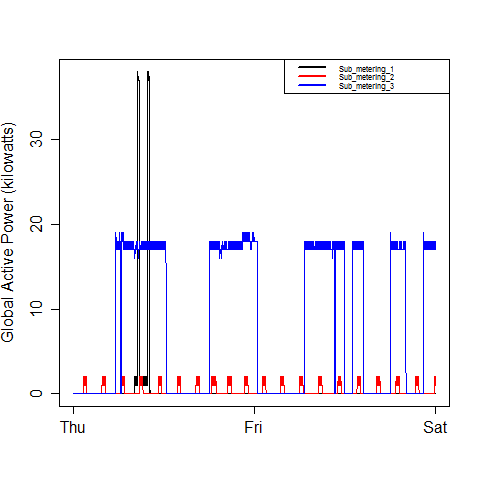 Sub_metering_1
Sub_metering_2
Sub_metering_3
Global Active Power (kilowatts)
30
20
10
0
Thu Fri Sat